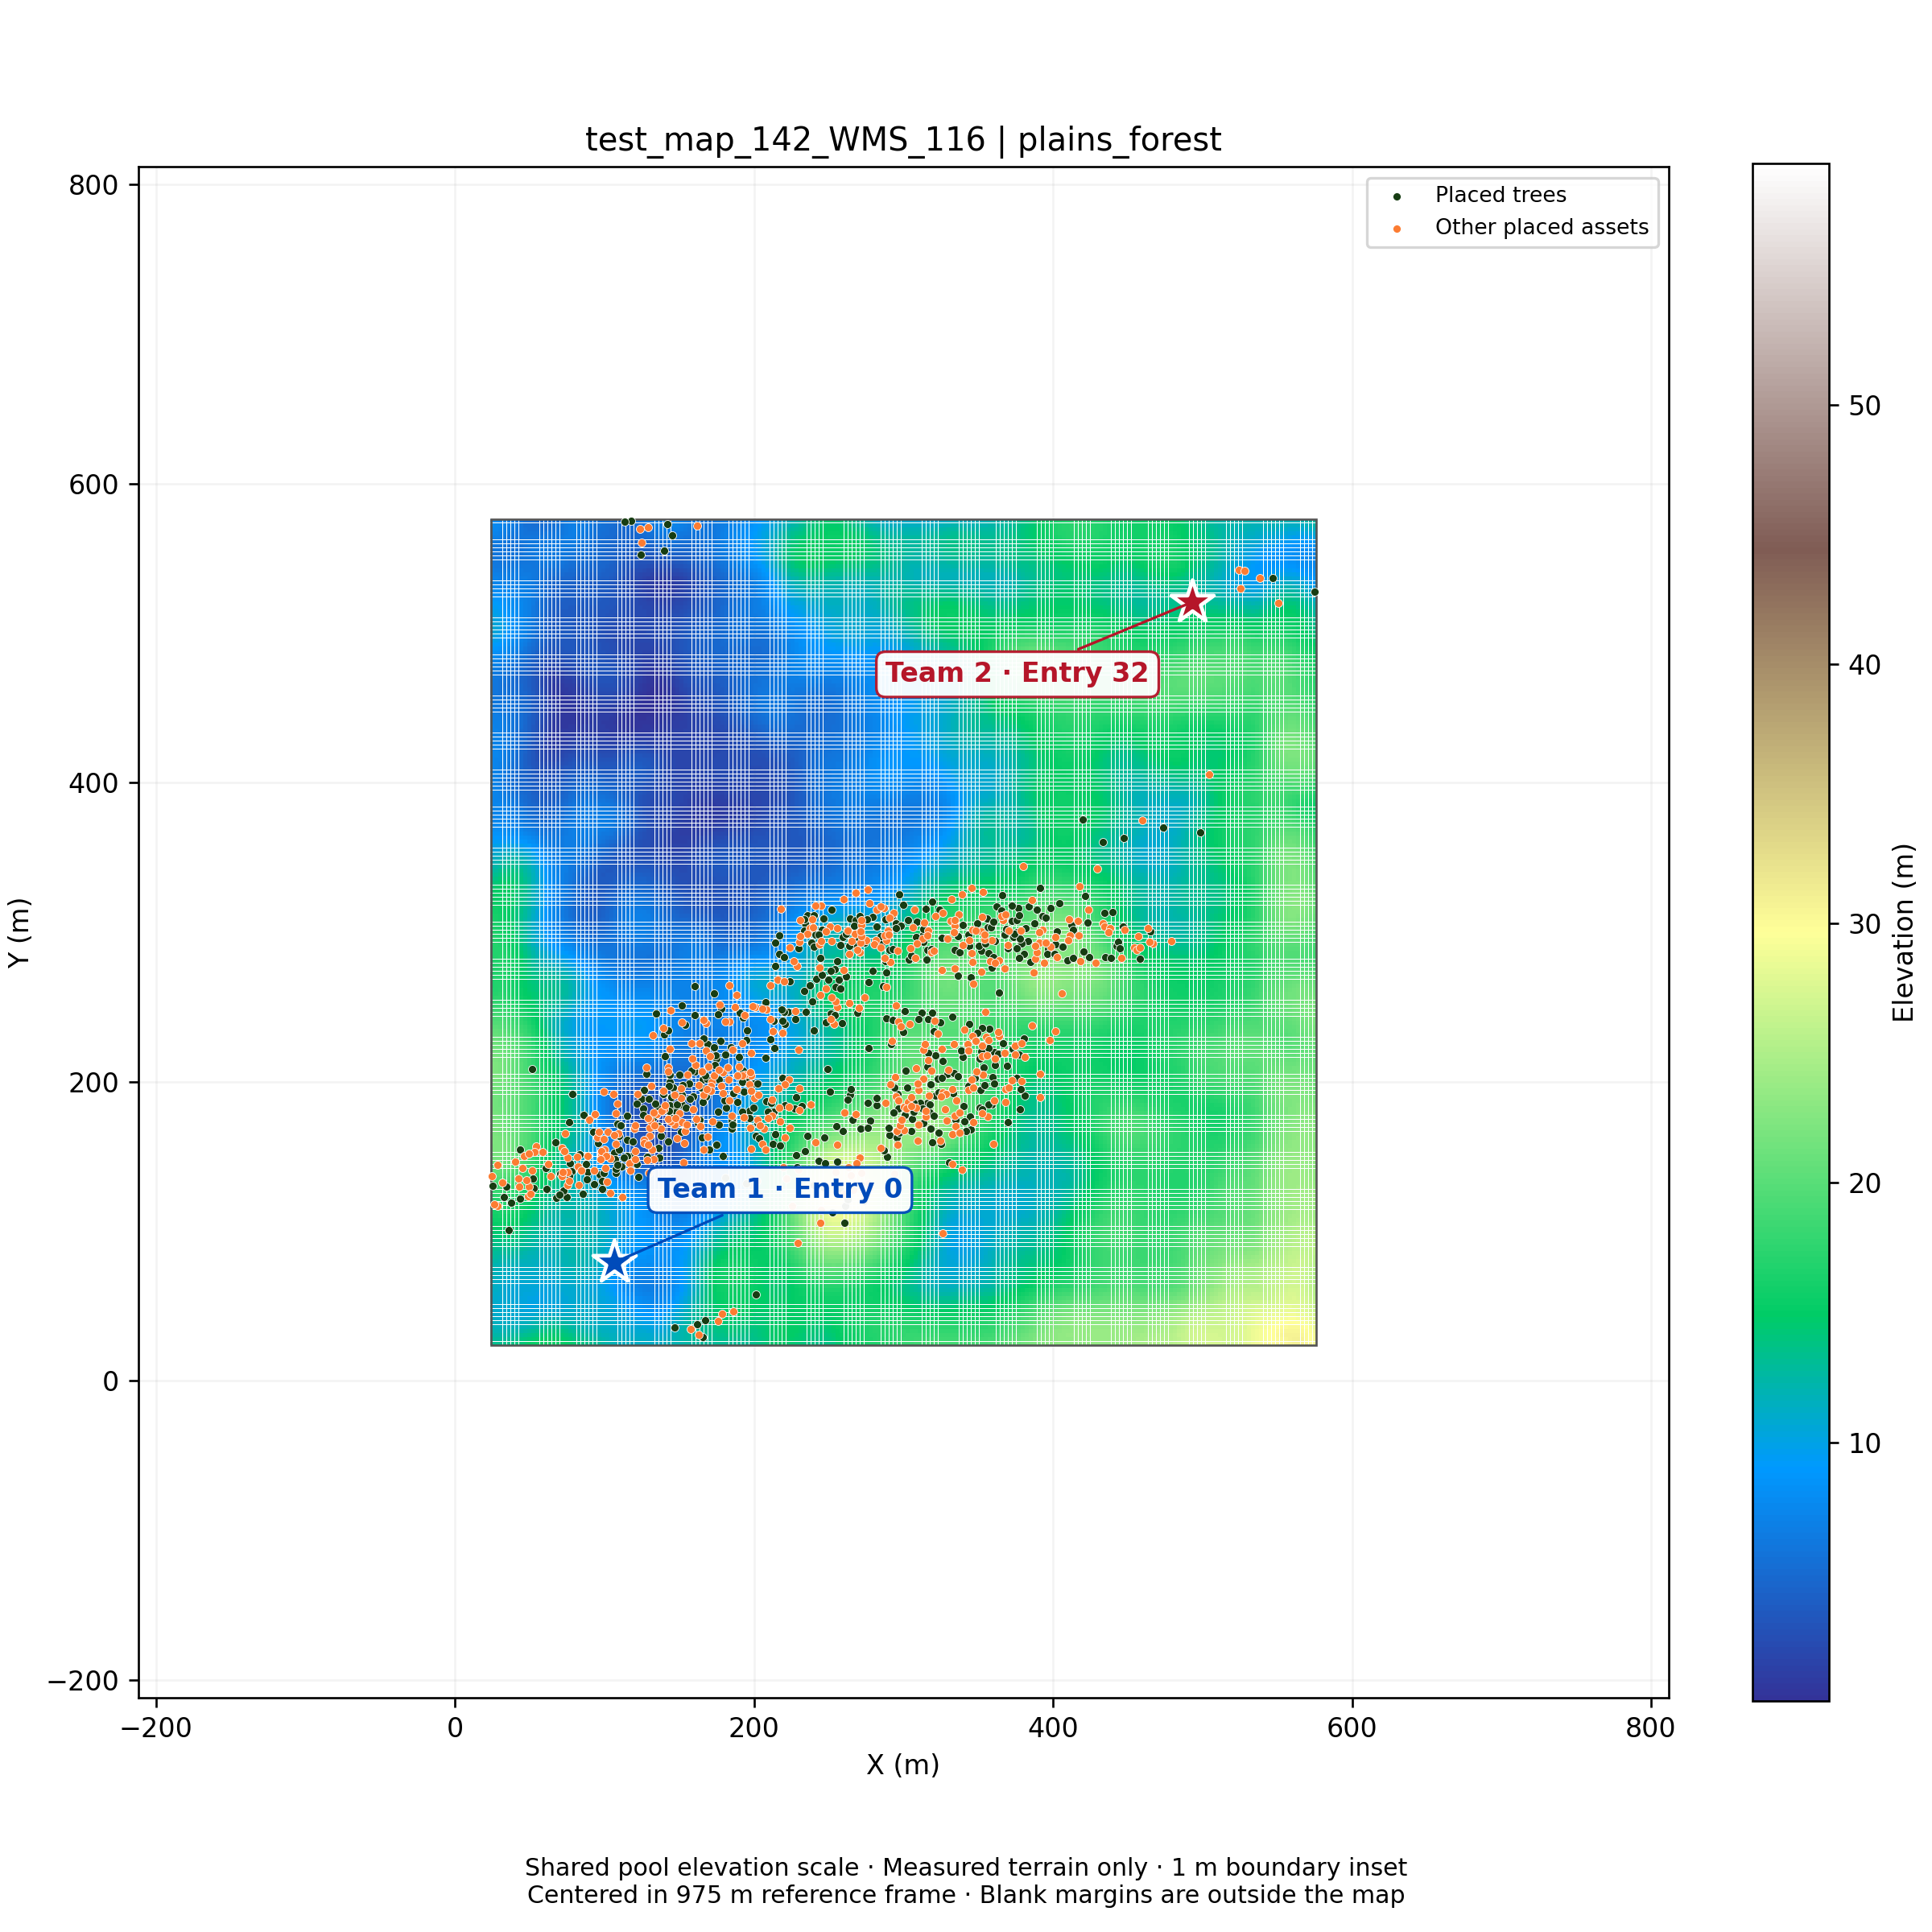 test_map_142_WMS_116 | plains_forest
Placed trees
Other placed assets
Team 2 · Entry 32
Team 1 · Entry 0
800
600
400
200
0
−200
Y (m)
−200
0
200
400
600
800
X (m)
50
40
30
20
10
Elevation (m)
Shared pool elevation scale · Measured terrain only · 1 m boundary inset
Centered in 975 m reference frame · Blank margins are outside the map